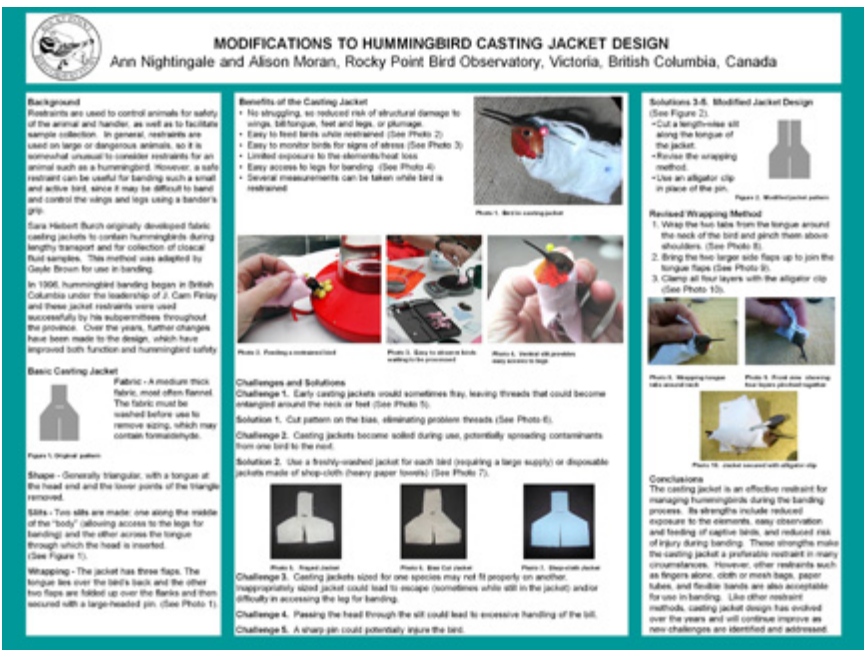 MODIFICATIONS TO HUMMINGBIRD CASTING JACKET DESIGN
Ann Nightingale and Alison Moran, Rocky Point Bird Observatory, Victoria, British Columbia, Canada
Background
Restraints are used to control animals for safety
of the animal and handler, as well as to facilitate
sample collection. In general, restraints are
used on large or dangerous animals, so it is
somewhat unusual to consider restraints for an
animal such as a hummingbird. However, a safe
restraint can be useful for banding such a small
and active bird, since it may be difficult to band
and control the wings and legs using a bander's
grip.
Sara Hiebert Burch originally developed fabric
casting jackets to contain hummingbirds during
lengthy transport and for collection of cloacal
fluid samples. This method was adapted by
Gayle Brown for use in banding.
In 1996, hummingbird banding began in British
Columbia under the leadership of J. Cam Finlay
and these jacket restraints were used
successfully by his subpermittees throughout
the province. Over the years, further changes
have been made to the design, which have
improved both function and hummingbird safety.
Basic Casting Jacket
Fabric - A medium thick
fabric, most often flannel.
The fabric must be
washed before use to
remove sizing, which may
contain formaldehyde.
Figure 1. Original pattern
Shape - Generally triangular, with a tongue at
the head end and the lower points of the triangle
removed.
Slits - Two slits are made: one along the middle
of the "body" (allowing access to the legs for
banding) and the other across the tongue
through which the head is inserted.
(See Figure 1).
Wrapping - The jacket has three flaps. The
tongue lies over the bird's back and the other
two flaps are folded up over the flanks and then
secured with a large-headed pin. (See Photo 1).
Benefits of the Casting Jacket
• No struggling, so reduced risk of structural damage to
wings, bill/tongue, feet and legs, or plumage.
• Easy to feed birds while restrained (See Photo 2)
• Easy to monitor birds for signs of stress (See Photo 3)
• Limited exposure to the elements/heat loss
• Easy access to legs for banding (See Photo 4)
• Several measurements can be taken while bird is
restrained
Photo 1. Bird in casting jacket
Photo 2. Feeding a restrained bird
Photo 3. Easy to observe birds
waiting to be processed
Photo 4. Ventral slit provides
easy access to legs
Challenges and Solutions
Challenge 1. Early casting jackets would sometimes fray, leaving threads that could become
entangled around the neck or feet (See Photo 5).
Solution 1. Cut pattern on the bias, eliminating problem threads (See Photo 6).
Challenge 2. Casting jackets become soiled during use, potentially spreading contaminants
from one bird to the next.
Solution 2. Use a freshly-washed jacket for each bird (requiring a large supply) or disposable
jackets made of shop-cloth (heavy paper towels) (See Photo 7).
Photo 5. Frayed Jacket
Photo 6. Bias Cut Jacket
Photo 7. Shop-cloth Jacket
Challenge 3. Casting jackets sized for one species may not fit properly on another.
Inappropriately sized jacket could lead to escape (sometimes while still in the jacket) and/or
difficulty in accessing the leg for banding.
Challenge 4. Passing the head through the slit could lead to excessive handling of the bill.
Challenge 5. A sharp pin could potentially injure the bird.
Solutions 3-5. Modified Jacket Design
(See Figure 2).
•Cut a length-wise slit
along the tongue of
the jacket.
•Revise the wrapping
method.
•Use an alligator clip
in place of the pin.
Figure 2. Modified jacket pattern
Revised Wrapping Method
1. Wrap the two tabs from the tongue around
the neck of the bird and pinch them above
shoulders. (See Photo 8).
2. Bring the two larger side flaps up to join the
tongue flaps (See Photo 9).
3. Clamp all four layers with the alligator clip
(See Photo 10).
Photo 8. Wrapping tongue
tabs around neck
Photo 9. Front view showing
four layers pinched together
Photo 10. Jacket secured with alligator clip
Conclusions
The casting jacket is an effective restraint for
managing hummingbirds during the banding
process. Its strengths include reduced
exposure to the elements, easy observation
and feeding of captive birds, and reduced risk
of injury during banding. These strengths make
the casting jacket a preferable restraint in many
circumstances. However, other restraints such
as fingers alone, cloth or mesh bags, paper
tubes, and flexible bands are also acceptable
for use in banding. Like other restraint
methods, casting jacket design has evolved
over the years and will continue to improve as
new challenges are identified and addressed.